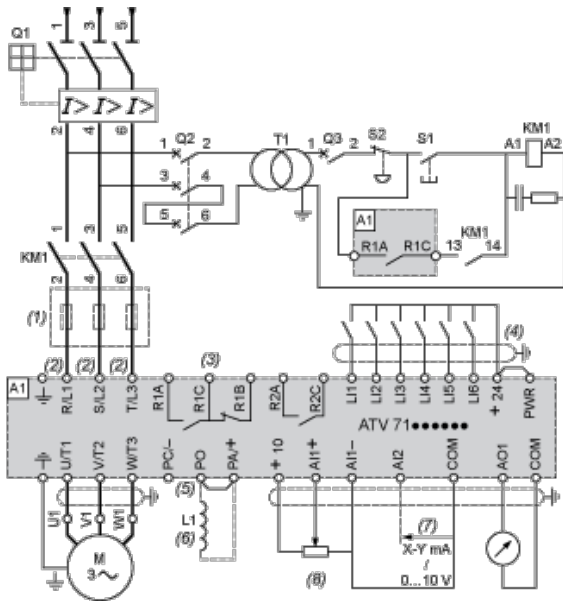 1 3 5
Q1
I> I> I>
2 4 6
1 Q2 2
3 4
5 6
T1
1 Q3 2
S2
S1
A1 KM1 A2
A1
R1A R1C
13 KM1 14
1 3 5
KM1
2 4 6
(1)
(2) (2) (2)
(3)
(4)
A1
R/L1 S/L2 T/L3
R1A R1C R1B
R2A R2C
LI1 LI2 LI3 LI4 LI5 LI6 + 24 PWR
ATV 71••••••
U/T1 V/T2 W/T3
PC/- PO PA/+
+ 10 AI1+ AI1- AI2 COM AO1 COM
(5)
L1
(6)
(7)
X-Y mA
/
0...10 V
(8)
U1 V1 W1
M
3~